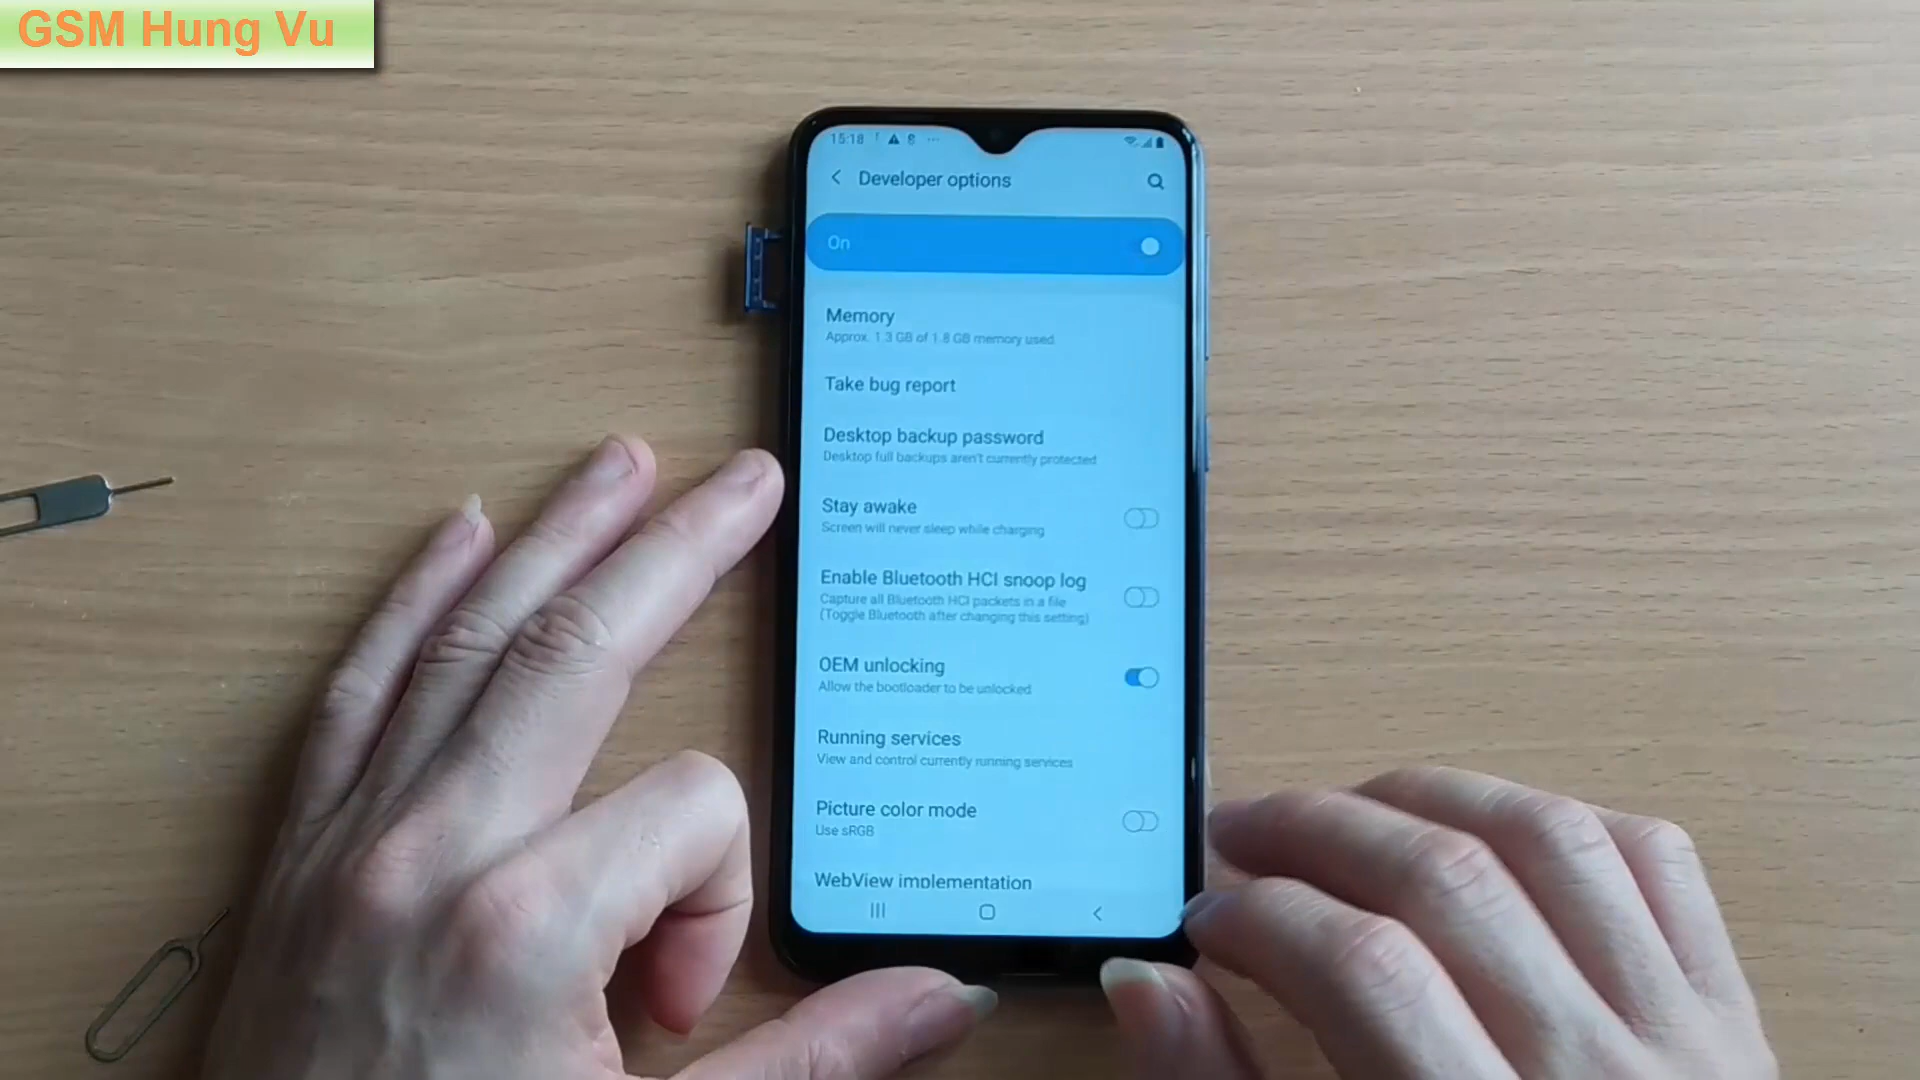 GSM Hung Vu
15:18
Developer options
On
Memory
Approx. 1.3 GB of 1.8 GB memory used
Take bug report
Desktop backup password
Desktop full backups aren't currently protected
Stay awake
Screen will never sleep while charging
Enable Bluetooth HCI snoop log
Capture all Bluetooth HCI packets in a file
(Toggle Bluetooth after changing this setting)
OEM unlocking
Allow the bootloader to be unlocked
Running services
View and control currently running services
Picture color mode
Use sRGB
WebView implementation